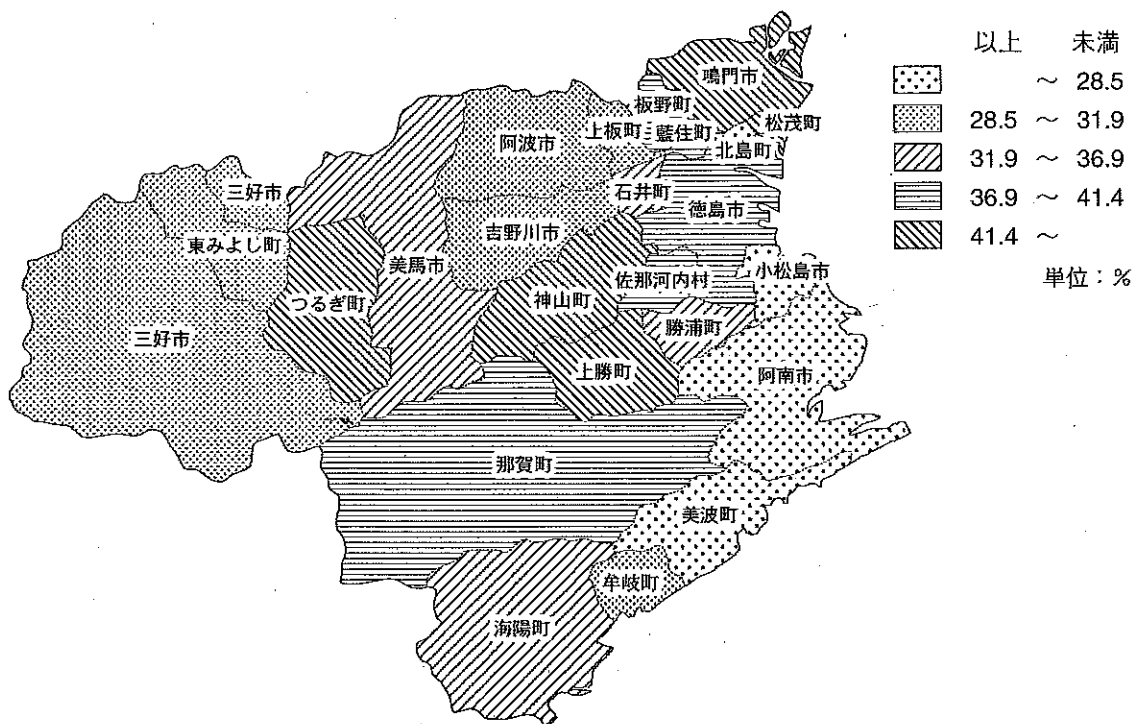 以上 未満
～ 28.5
28.5 ～ 31.9
31.9 ～ 36.9
36.9 ～ 41.4
41.4 ～
単位：％
鳴門市
板野町
松茂町
上板町
藍住町
北島町
阿波市
石井町
徳島市
三好市
吉野川市
東みよし町
美馬市
佐那河内村
小松島市
つるぎ町
神山町
勝浦町
三好市
上勝町
阿南市
那賀町
美波町
牟岐町
海陽町